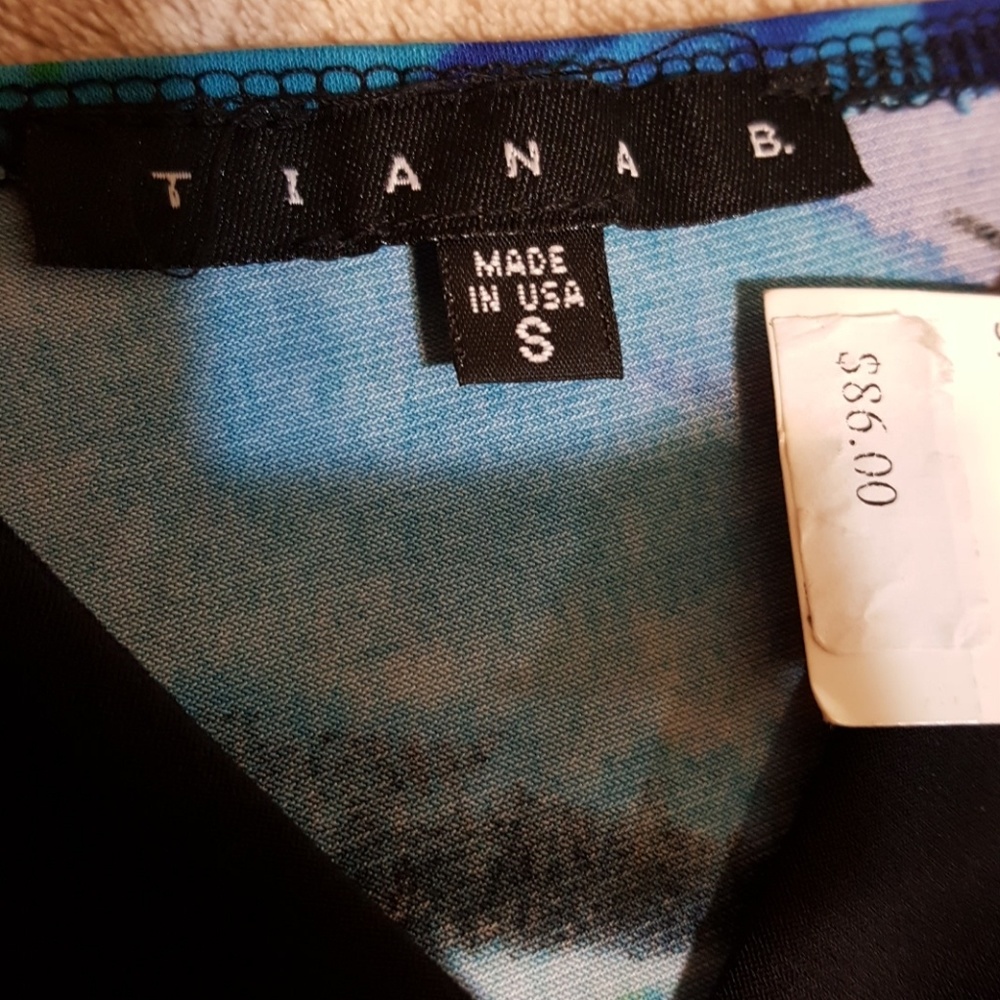 TIANA B.
MADE
IN USA
S
$86.00